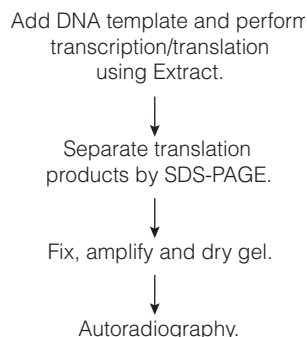 Add DNA template and perform
transcription/translation
using Extract.
Separate translation
products by SDS-PAGE.
Fix, amplify and dry gel.
Autoradiography.